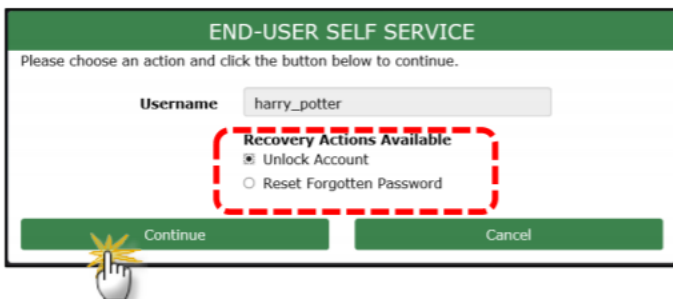 END-USER SELF SERVICE
Please choose an action and click the button below to continue.
Username harry_potter
Recovery Actions Available
Unlock Account
Reset Forgotten Password
Continue Cancel